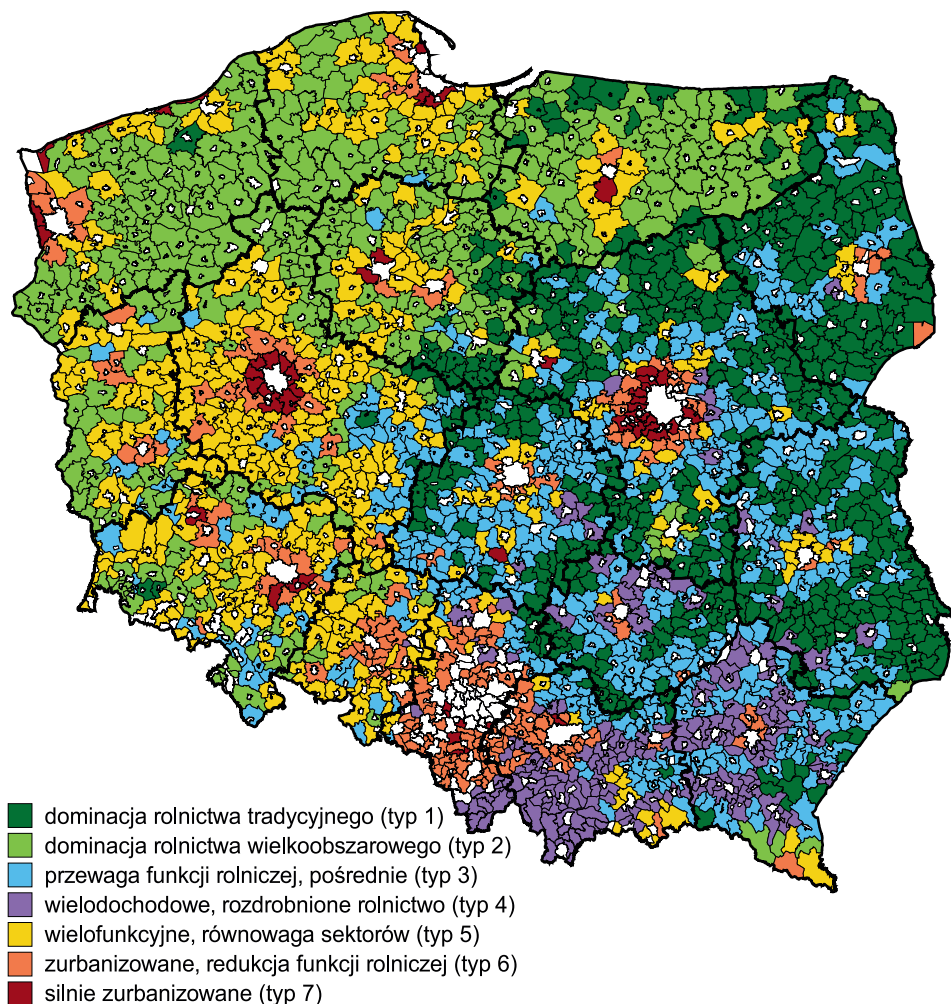 dominacja rolnictwa tradycyjnego (typ 1)
dominacja rolnictwa wielkoobszarowego (typ 2)
przewaga funkcji rolniczej, pośrednie (typ 3)
wielodochodowe, rozdrobnione rolnictwo (typ 4)
wielofunkcyjne, równowaga sektorów (typ 5)
zurbanizowane, redukcja funkcji rolniczej (typ 6)
silnie zurbanizowane (typ 7)